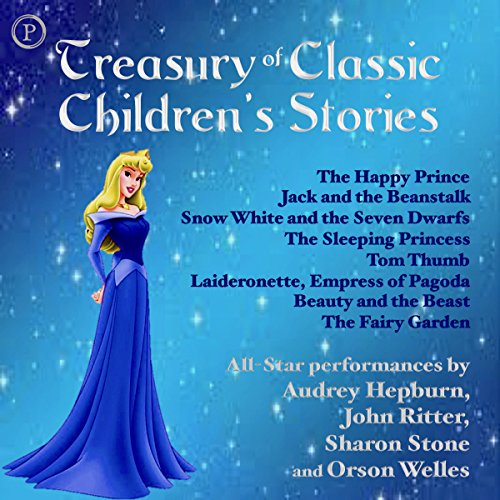 P
Treasury of Classic
Children's Stories
The Happy Prince
Jack and the Beanstalk
Snow White and the Seven Dwarfs
The Sleeping Princess
Tom Thumb
Laideronette, Empress of Pagoda
Beauty and the Beast
The Fairy Garden
All-Star performances by
Audrey Hepburn,
John Ritter,
Sharon Stone
and Orson Welles